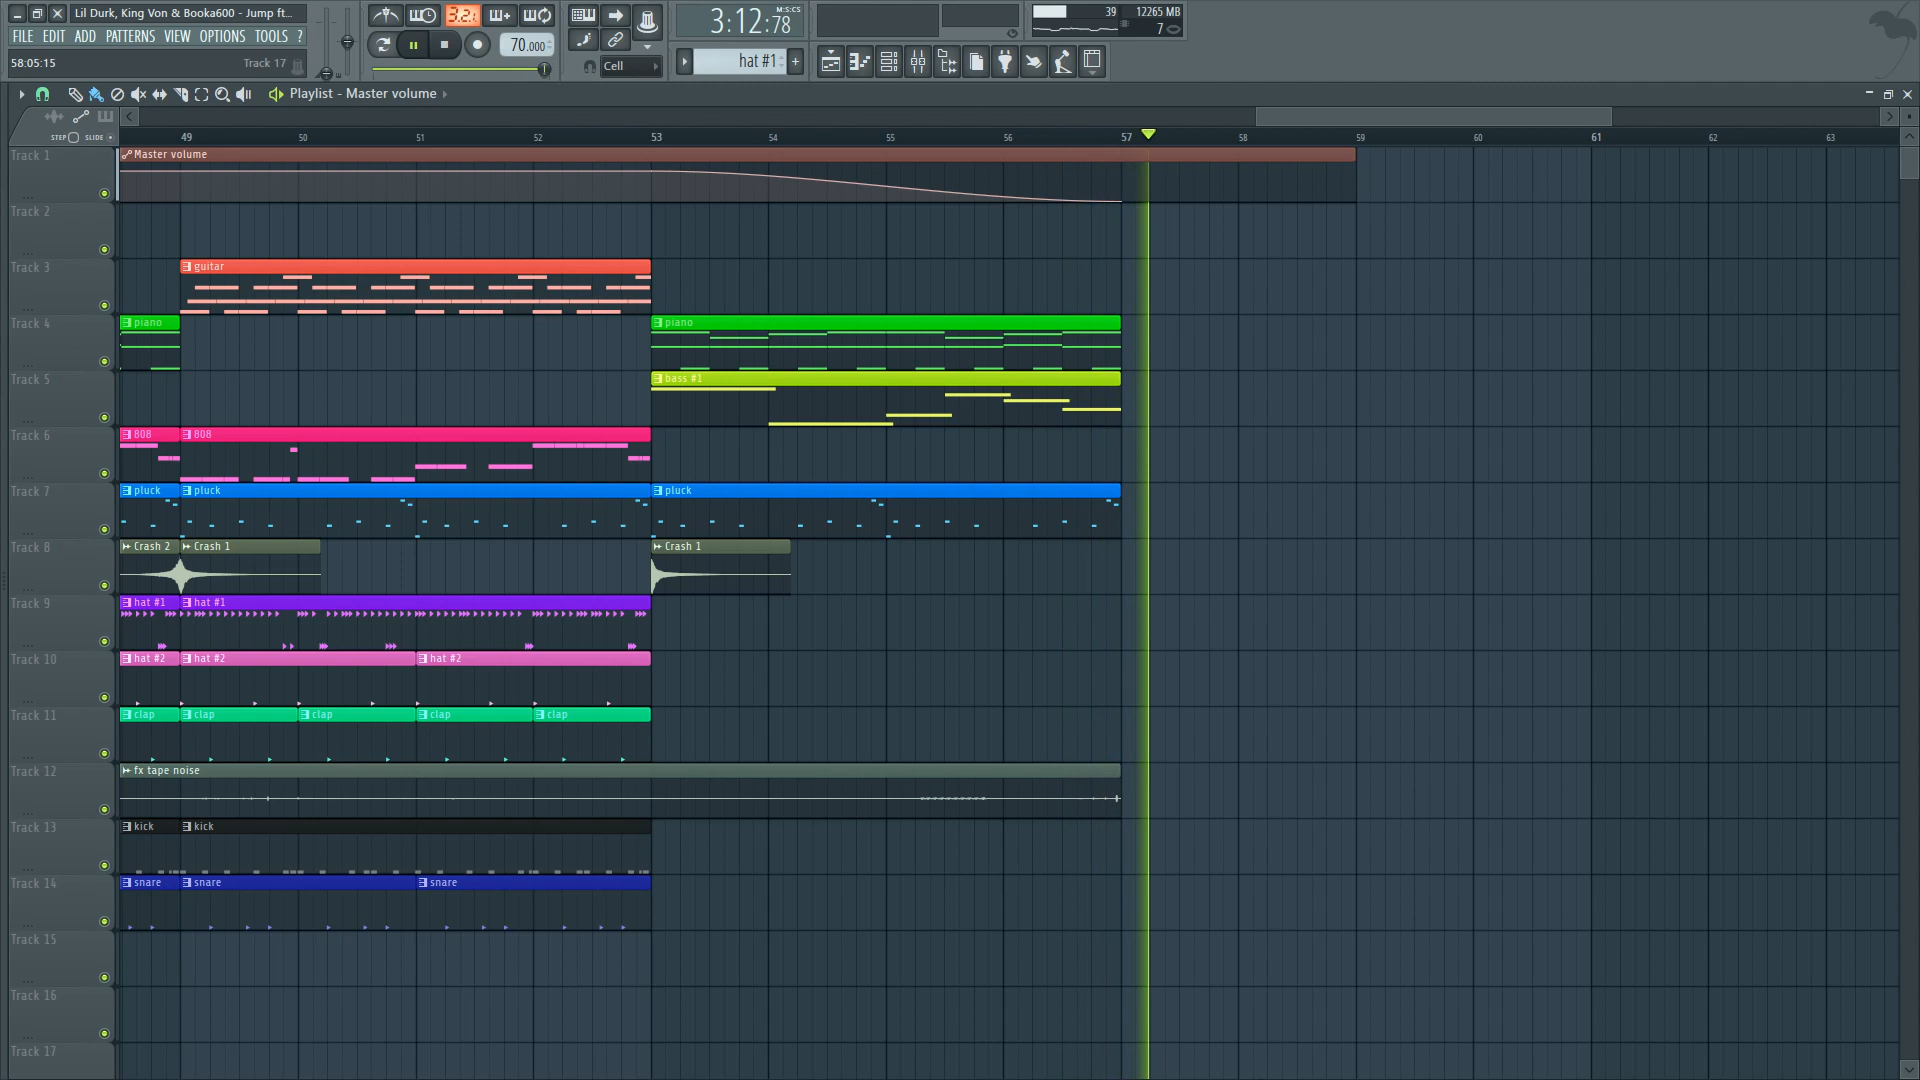 Lil Durk, King Von & Booka600 - Jump ft...
FILE EDIT ADD PATTERNS VIEW OPTIONS TOOLS ?
58:05:15 Track 17
3.2.
70.000
Cell
3:12:78 M:S:CS
hat #1
39 12265 MB
7
Playlist - Master volume
STEP SLIDE
49 50 51 52 53 54 55 56 57 58 59 60 61 62 63
Track 1 Master volume
Track 2
Track 3 guitar
Track 4 piano piano
Track 5 bass #1
Track 6 808 808
Track 7 pluck pluck pluck
Track 8 Crash 2 Crash 1 Crash 1
Track 9 hat #1 hat #1
Track 10 hat #2 hat #2 hat #2
Track 11 clap clap clap clap clap
Track 12 fx tape noise
Track 13 kick kick
Track 14 snare snare snare
Track 15
Track 16
Track 17